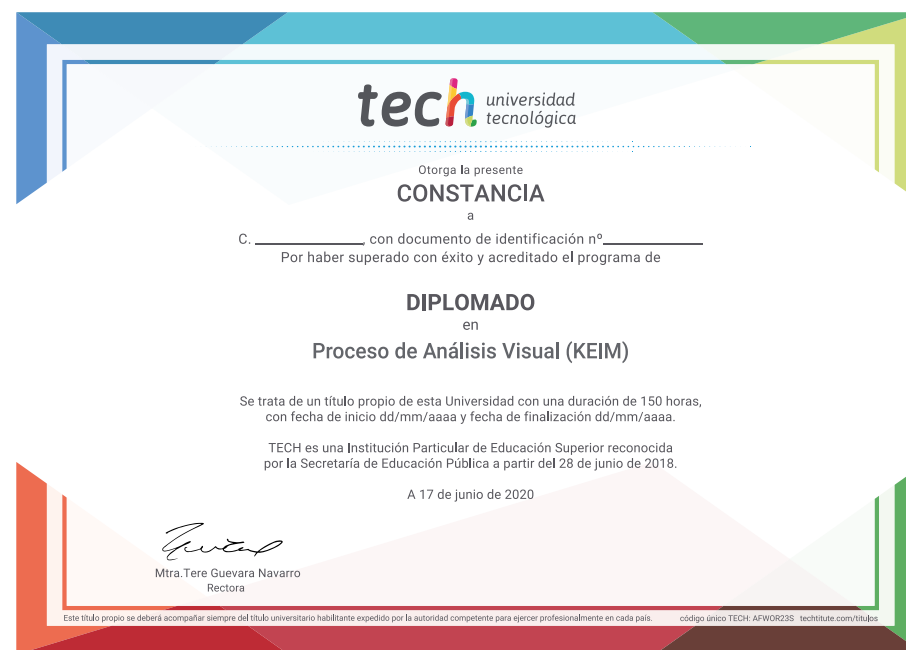 tech universidad
tecnológica
Otorga la presente
CONSTANCIA
a
C. ____________, con documento de identificación nº___________
Por haber superado con éxito y acreditado el programa de
DIPLOMADO
en
Proceso de Análisis Visual (KEIM)
Se trata de un título propio de esta Universidad con una duración de 150 horas,
con fecha de inicio dd/mm/aaaa y fecha de finalización dd/mm/aaaa.
TECH es una Institución Particular de Educación Superior reconocida
por la Secretaría de Educación Pública a partir del 28 de junio de 2018.
A 17 de junio de 2020
Mtra.Tere Guevara Navarro
Rectora
Este título propio se deberá acompañar siempre del título universitario habilitante expedido por la autoridad competente para ejercer profesionalmente en cada país. código único TECH: AFWOR23S techtitute.com/titulos